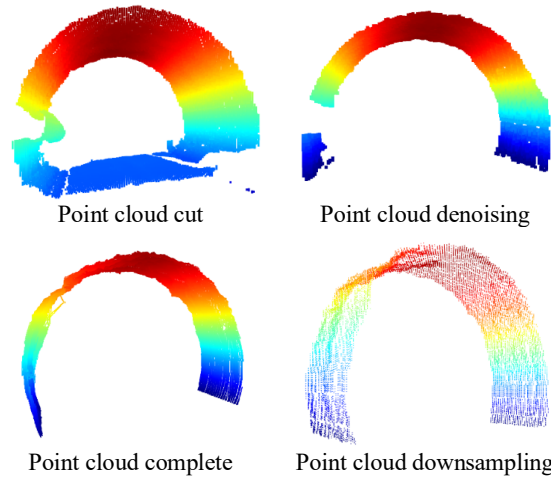 Point cloud cut
Point cloud denoising
Point cloud complete
Point cloud downsampling